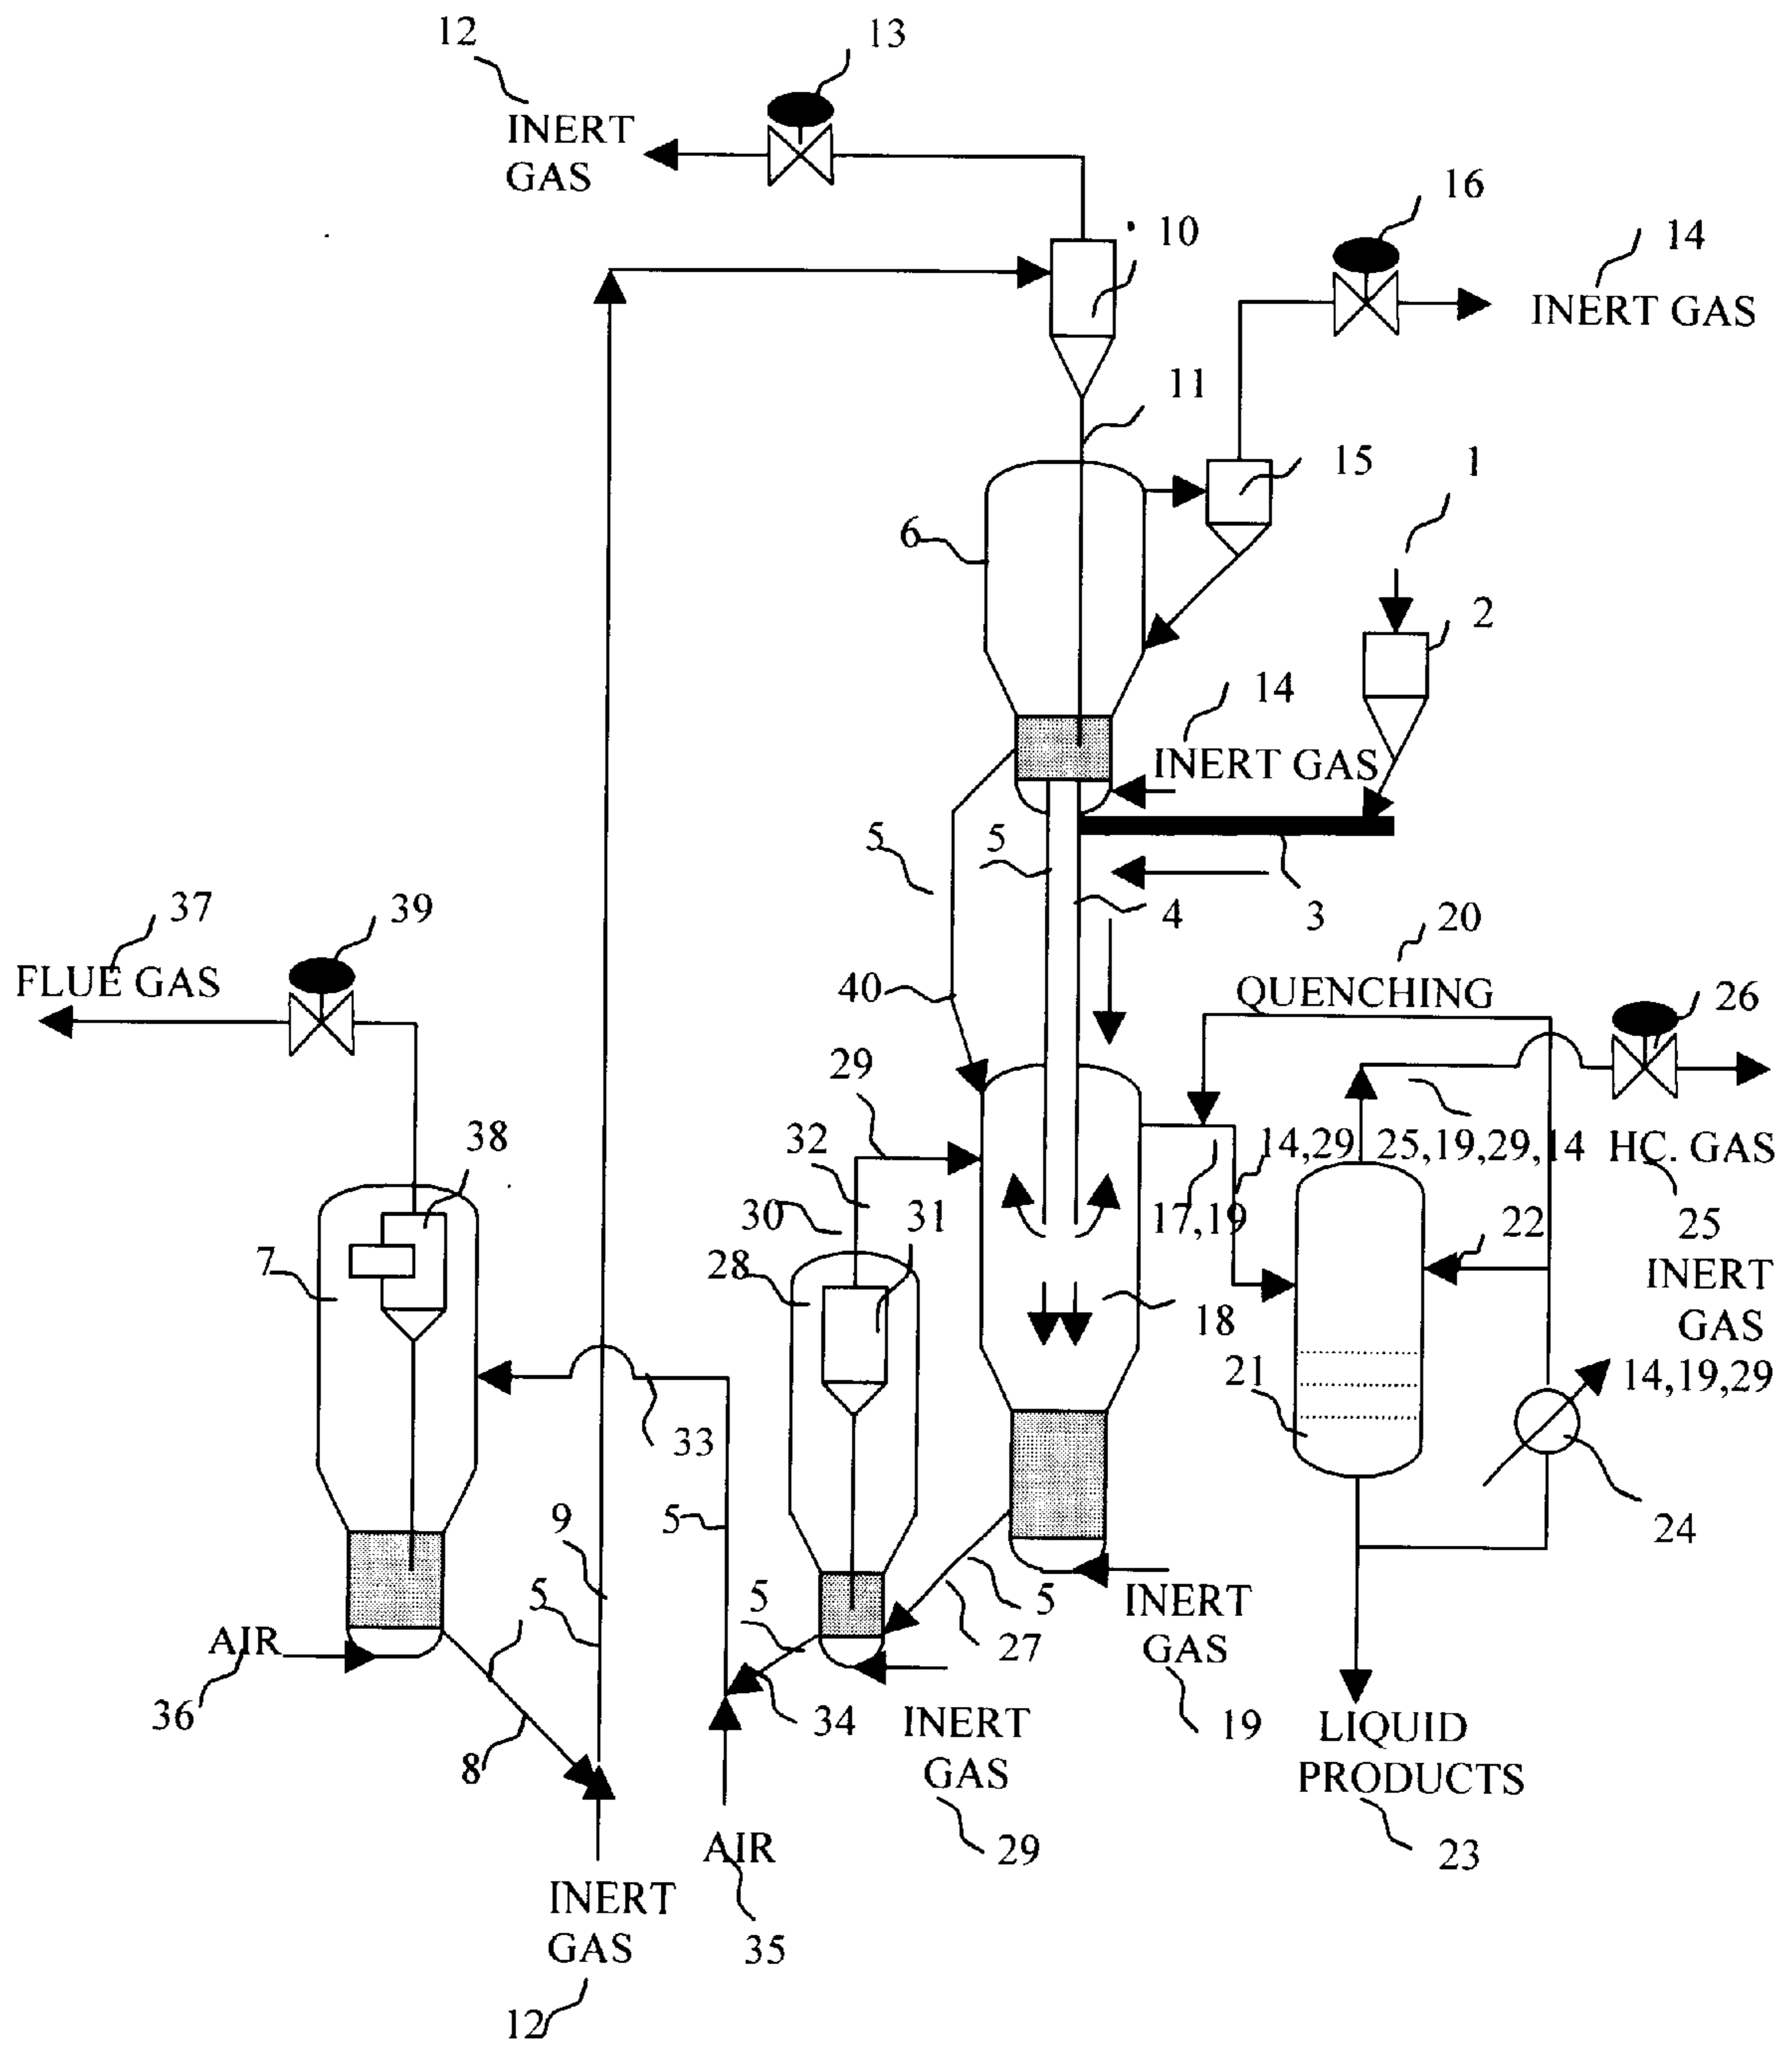 12
13
INERT
GAS
10
16
14
INERT GAS
11
15
1
6
2
14
INERT GAS
5
5
4
3
37
39
20
FLUE GAS
40
QUENCHING
26
29
38
32
14,29
25,19,29,14
HC. GAS
30
31
17,19
25
7
28
22
INERT
GAS
18
21
14,19,29
33
9
5
24
5
5
5
INERT
GAS
AIR
27
36
34
INERT
GAS
19
LIQUID
PRODUCTS
8
29
23
AIR
INERT
GAS
35
12